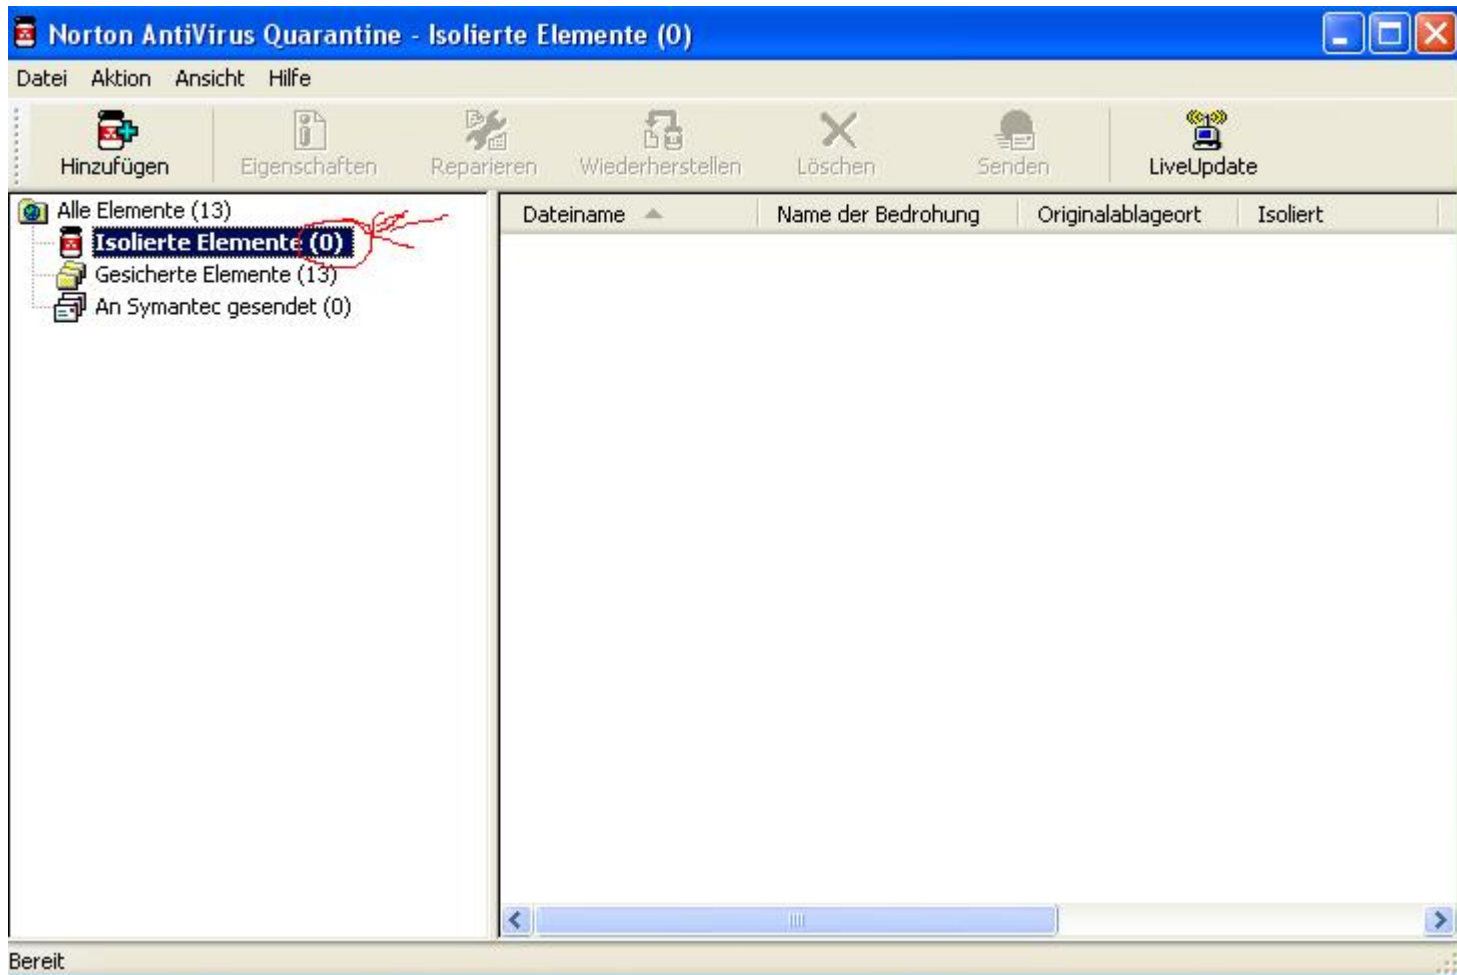 Norton AntiVirus Quarantine - Isolierte Elemente (0)
Datei Aktion Ansicht Hilfe
Hinzufügen Eigenschaften Reparieren Wiederherstellen Löschen Senden LiveUpdate
Alle Elemente (13)
Isolierte Elemente (0)
Gesicherte Elemente (13)
An Symantec gesendet (0)
Dateiname Name der Bedrohung Originalablageort Isoliert
Bereit